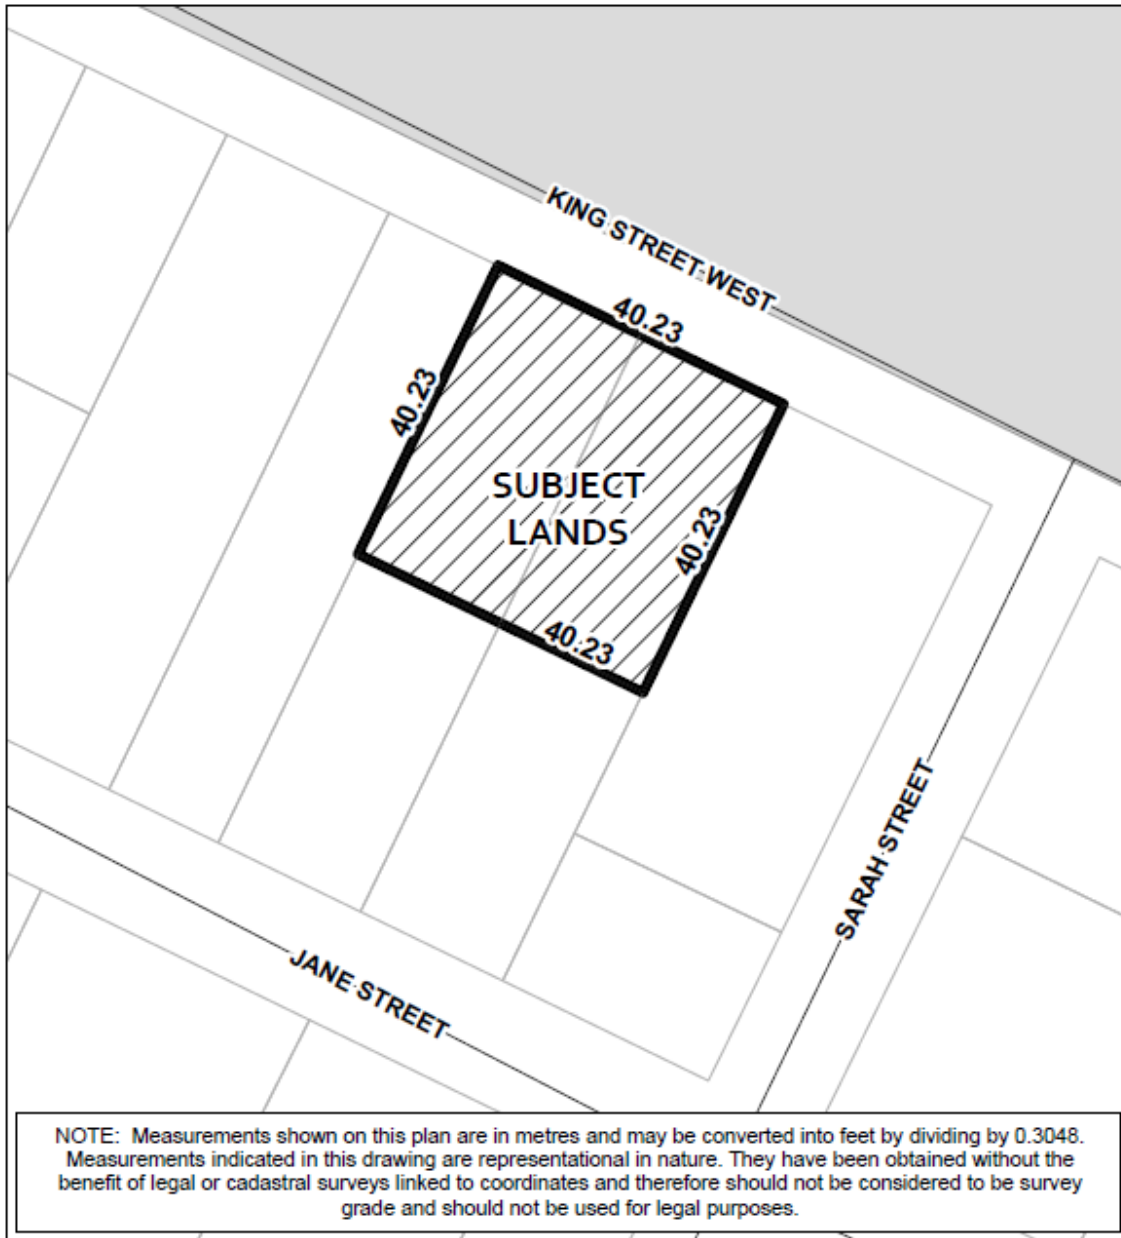 KING STREET WEST
40.23
40.23
SUBJECT
LANDS
40.23
40.23
SARAH STREET
JANE STREET
NOTE: Measurements shown on this plan are in metres and may be converted into feet by dividing by 0.3048.
Measurements indicated in this drawing are representational in nature. They have been obtained without the
benefit of legal or cadastral surveys linked to coordinates and therefore should not be considered to be survey
grade and should not be used for legal purposes.